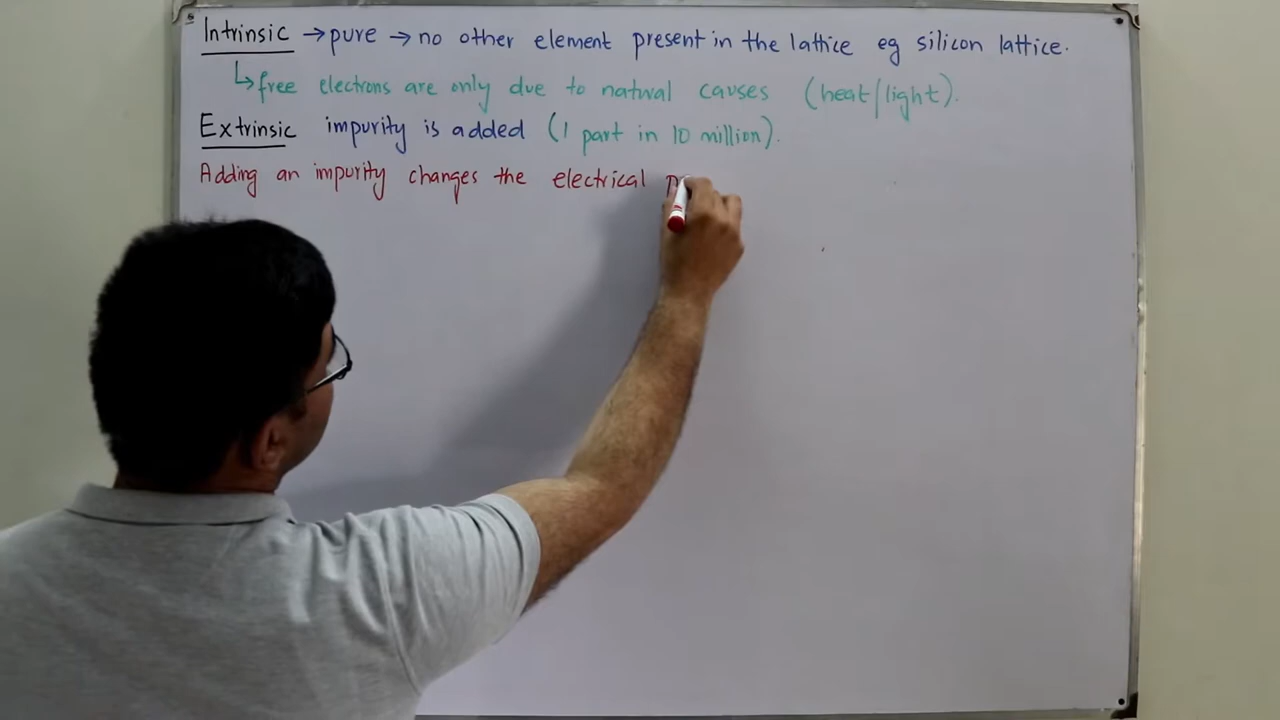 Intrinsic → pure → no other element present in the lattice eg silicon lattice.
↳ free electrons are only due to natural causes (heat/light).
Extrinsic impurity is added (1 part in 10 million).
Adding an impurity changes the electrical